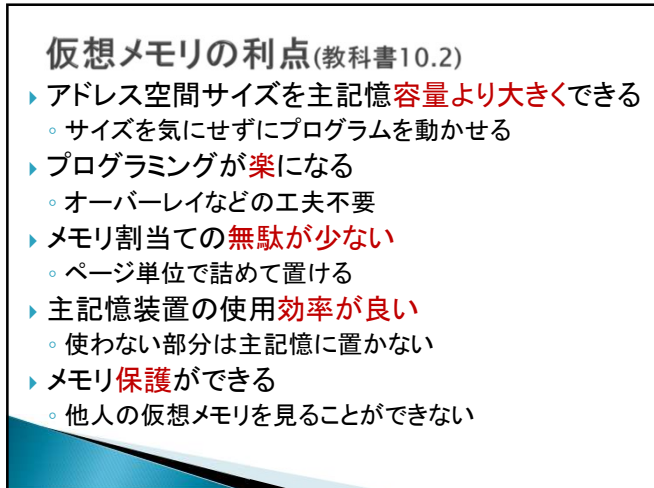 仮想メモリの利点(教科書10.2)
アドレス空間サイズを主記憶容量より大きくできる
サイズを気にせずにプログラムを動かせる
プログラミングが楽になる
オーバーレイなどの工夫不要
メモリ割当ての無駄が少ない
ページ単位で詰めて置ける
主記憶装置の使用効率が良い
使わない部分は主記憶に置かない
メモリ保護ができる
他人の仮想メモリを見ることができない